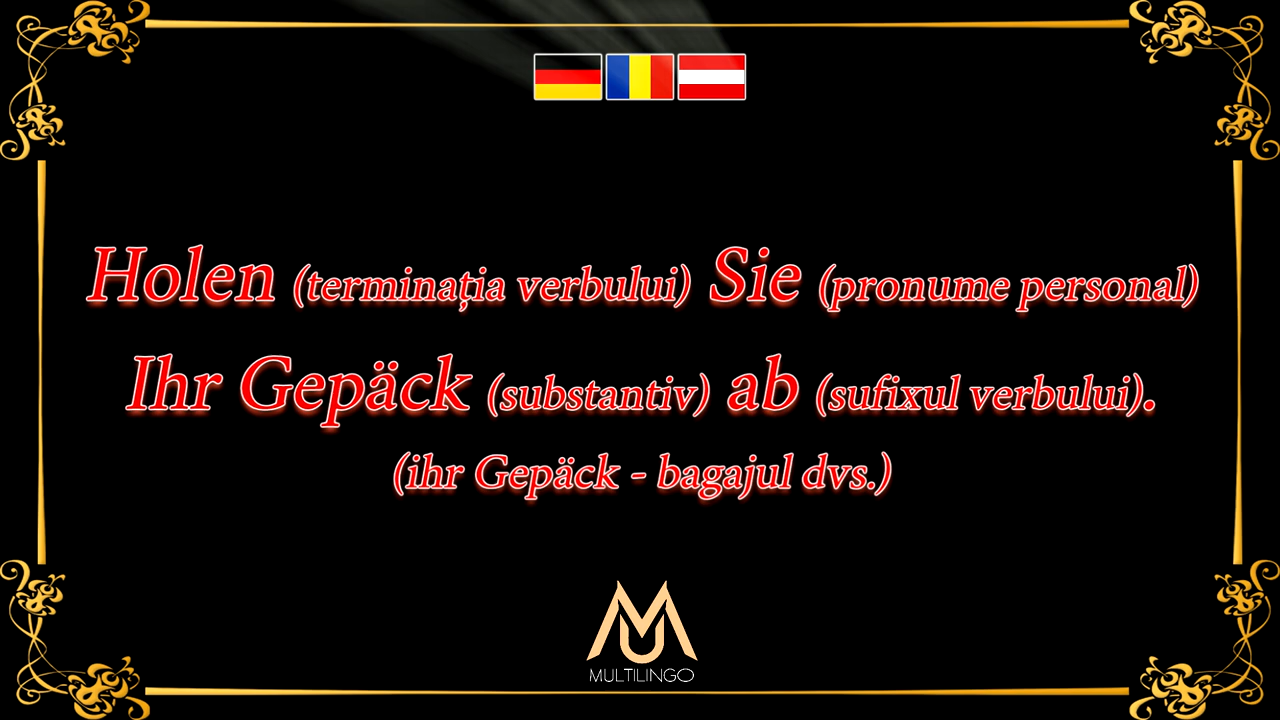 Holen (terminația verbului) Sie (pronume personal)
Ihr Gepäck (substantiv) ab (sufixul verbului).
(ihr Gepäck - bagajul dvs.)
MULTILINGO